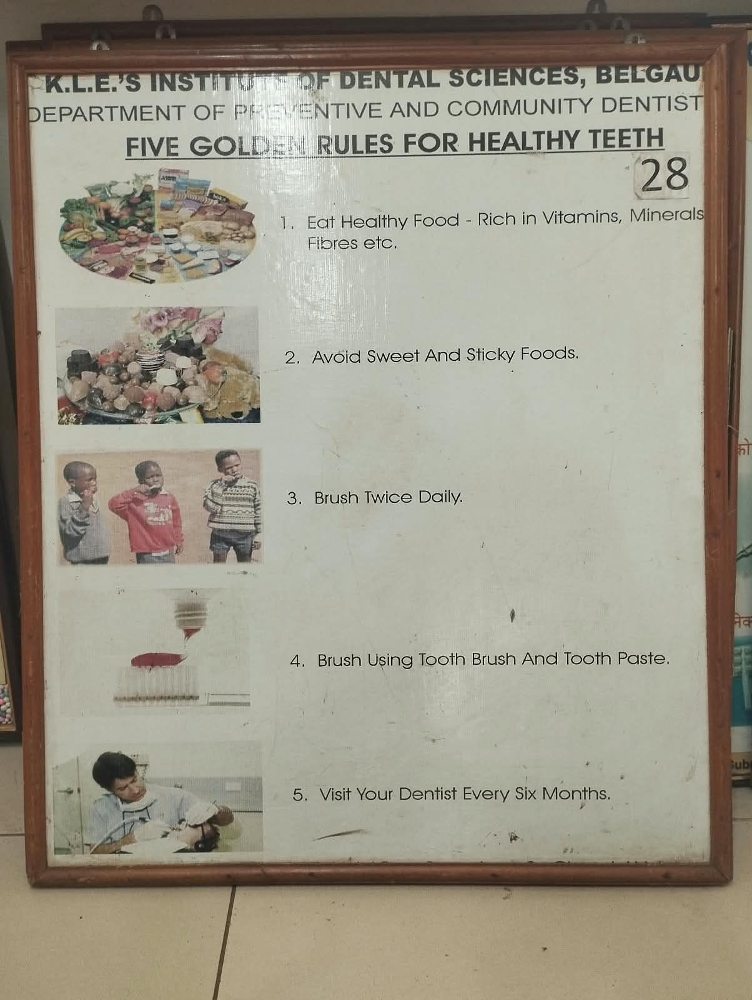 K.L.E.'S INSTITUTE OF DENTAL SCIENCES, BELGAU
DEPARTMENT OF PREVENTIVE AND COMMUNITY DENTIST
FIVE GOLDEN RULES FOR HEALTHY TEETH
28
1. Eat Healthy Food - Rich in Vitamins, Minerals
Fibres etc.
2. Avoid Sweet And Sticky Foods.
3. Brush Twice Daily.
4. Brush Using Tooth Brush And Tooth Paste.
5. Visit Your Dentist Every Six Months.
को